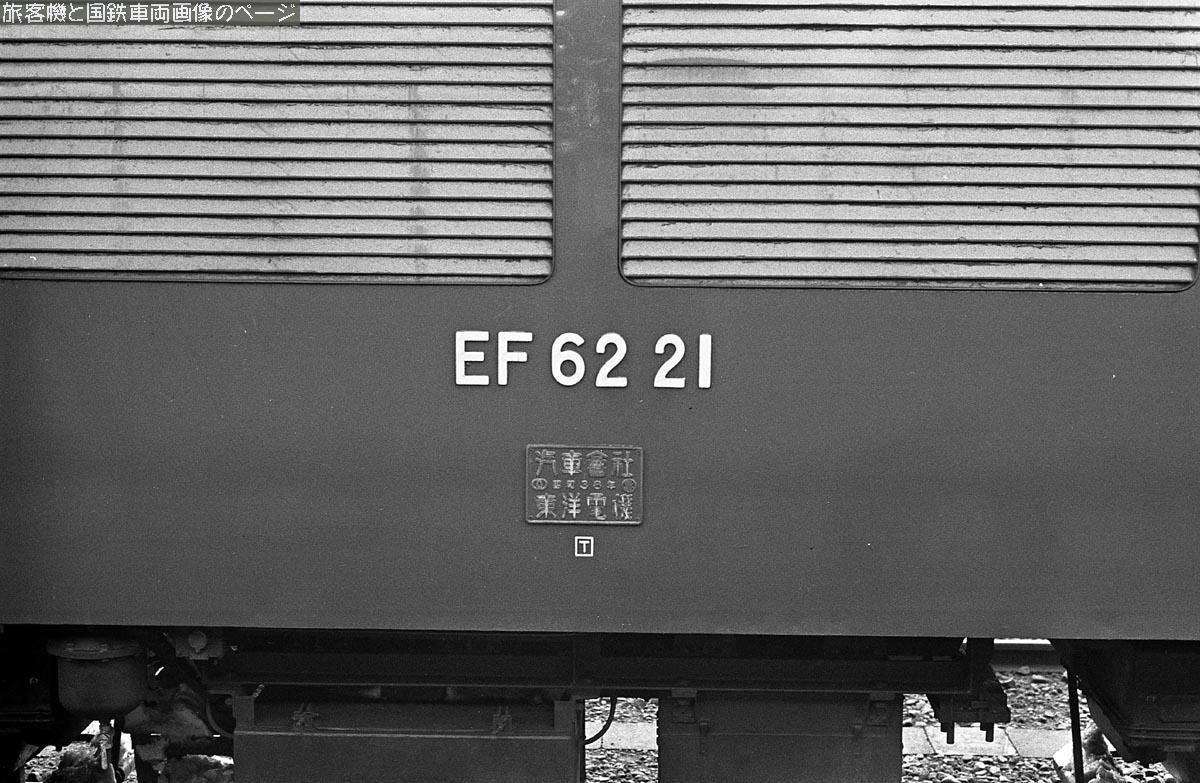 旅客機と国鉄車両画像のページ
EF 62 21
汽車會社
昭和38年
東洋電機
T